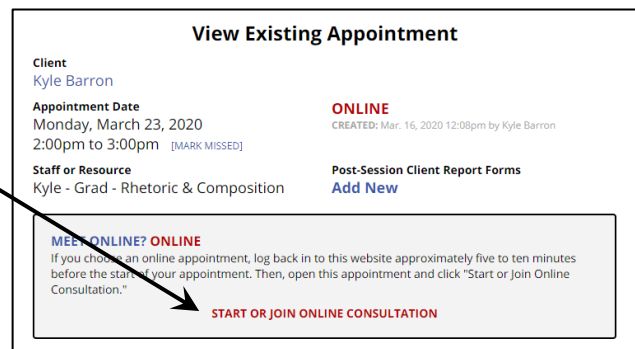 View Existing Appointment
Client
Kyle Barron
Appointment Date
Monday, March 23, 2020
2:00pm to 3:00pm [MARK MISSED]
ONLINE
CREATED: Mar. 16, 2020 12:08pm by Kyle Barron
Staff or Resource
Kyle - Grad - Rhetoric & Composition
Post-Session Client Report Forms
Add New
MEET ONLINE? ONLINE
If you choose an online appointment, log back in to this website approximately five to ten minutes
before the start of your appointment. Then, open this appointment and click "Start or Join Online
Consultation."
START OR JOIN ONLINE CONSULTATION